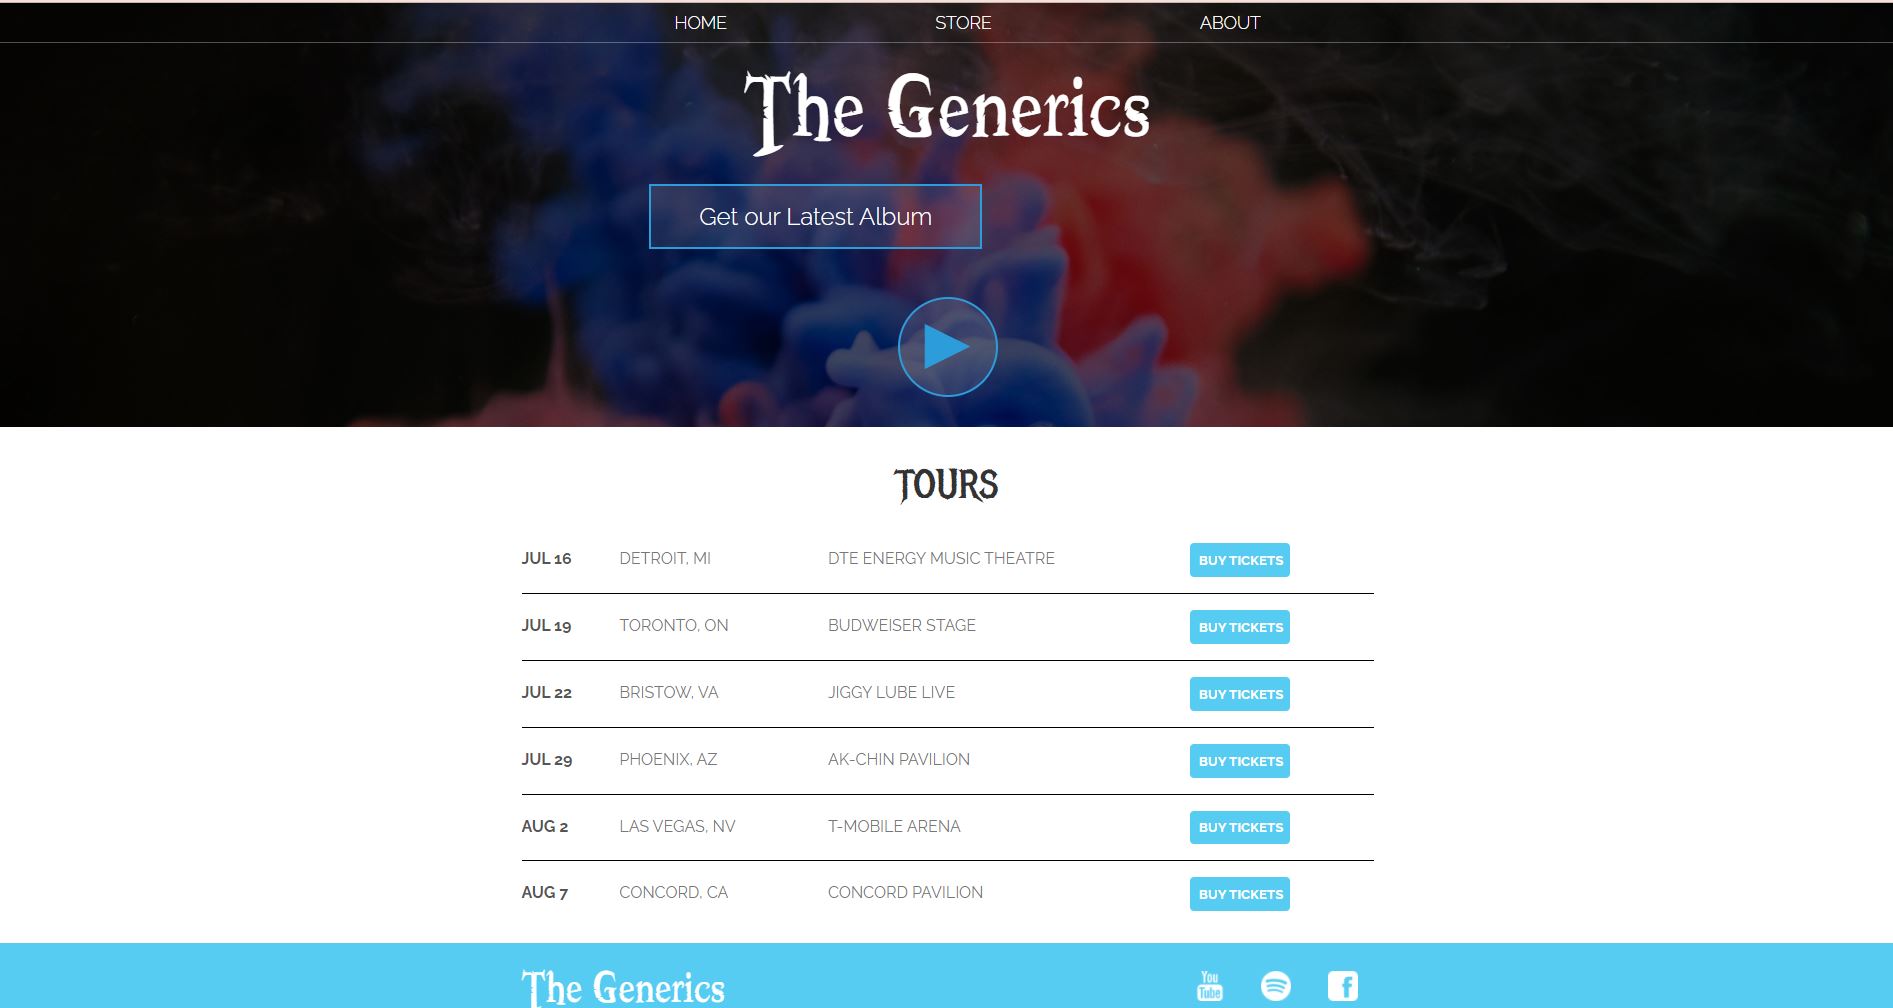 HOME STORE ABOUT
The Generics
Get our Latest Album
TOURS
JUL 16 DETROIT, MI DTE ENERGY MUSIC THEATRE BUY TICKETS
JUL 19 TORONTO, ON BUDWEISER STAGE BUY TICKETS
JUL 22 BRISTOW, VA JIGGY LUBE LIVE BUY TICKETS
JUL 29 PHOENIX, AZ AK-CHIN PAVILION BUY TICKETS
AUG 2 LAS VEGAS, NV T-MOBILE ARENA BUY TICKETS
AUG 7 CONCORD, CA CONCORD PAVILION BUY TICKETS
The Generics You Tube f